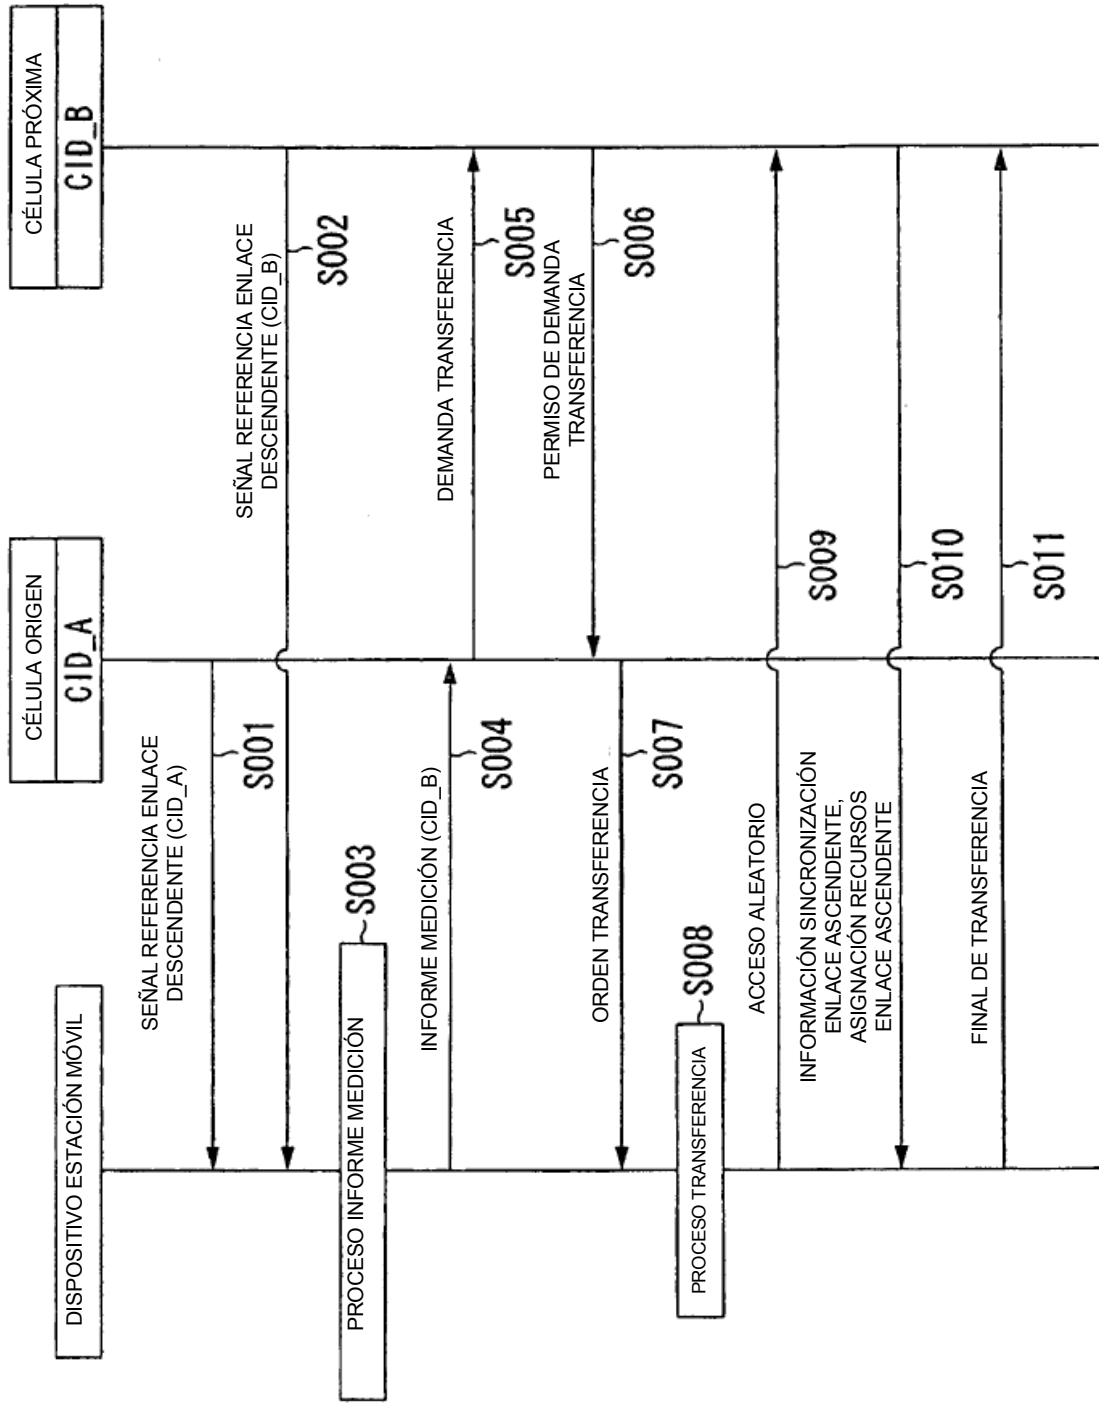 DISPOSITIVO ESTACIÓN MÓVIL
CÉLULA ORIGEN
CID_A
CÉLULA PRÓXIMA
CID_B
SEÑAL REFERENCIA ENLACE
DESCENDENTE (CID_A)
S001
SEÑAL REFERENCIA ENLACE
DESCENDENTE (CID_B)
S002
PROCESO INFORME MEDICIÓN
S003
INFORME MEDICIÓN (CID_B)
S004
DEMANDA TRANSFERENCIA
S005
PERMISO DE DEMANDA
TRANSFERENCIA
S006
ORDEN TRANSFERENCIA
S007
PROCESO TRANSFERENCIA
S008
ACCESO ALEATORIO
S009
INFORMACIÓN SINCRONIZACIÓN
ENLACE ASCENDENTE,
ASIGNACIÓN RECURSOS
ENLACE ASCENDENTE
S010
FINAL DE TRANSFERENCIA
S011